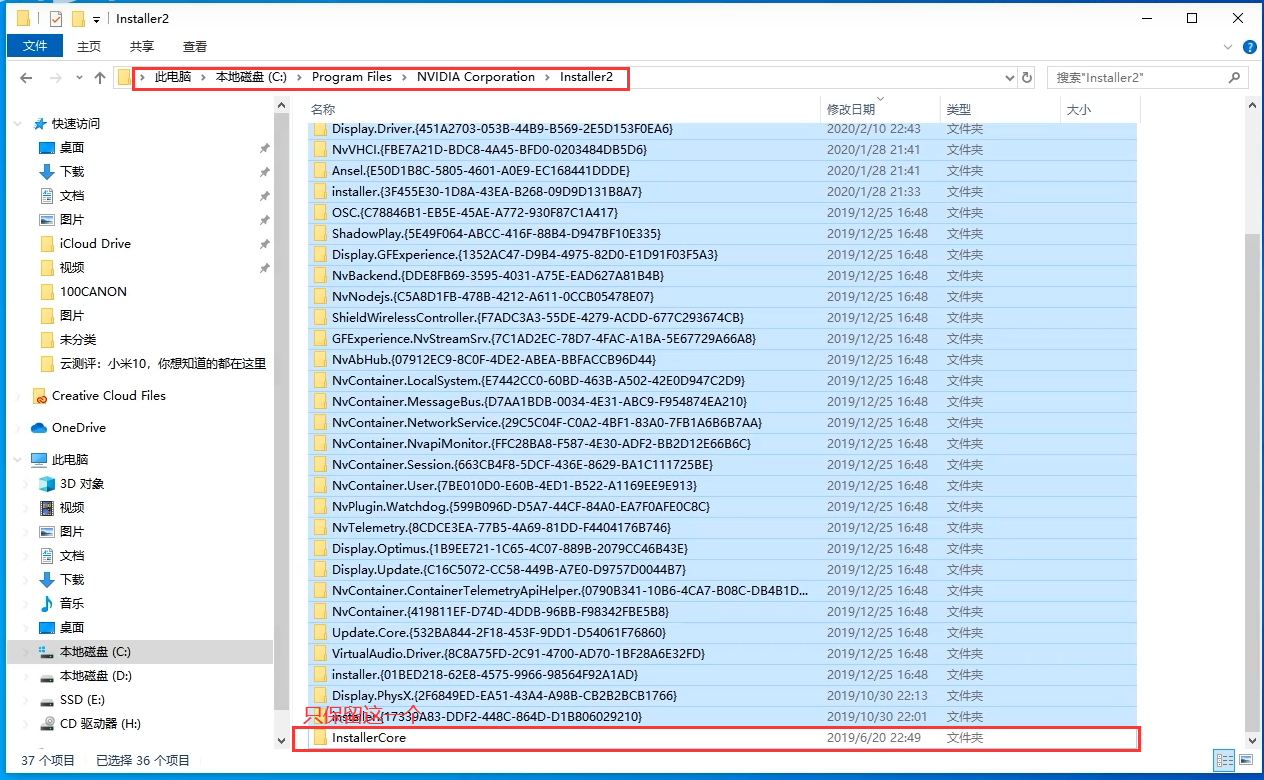 Installer2
文件 主页 共享 查看
此电脑 本地磁盘 (C:) Program Files NVIDIA Corporation Installer2 搜索"Installer2"
快速访问
桌面
下载
文档
图片
iCloud Drive
视频
100CANON
图片
未分类
云测评：小米10，你想知道的都在这里
Creative Cloud Files
OneDrive
此电脑
3D 对象
视频
图片
文档
下载
音乐
桌面
本地磁盘 (C:)
本地磁盘 (D:)
SSD (E:)
CD 驱动器 (H:)
名称 修改日期 类型 大小
Display.Driver.{451A2703-053B-44B9-B569-2E5D153F0EA6} 2020/2/10 22:43 文件夹
NvVHCI.{FBE7A21D-BDC8-4A45-BFD0-0203484DB5D6} 2020/1/28 21:41 文件夹
Ansel.{E50D1B8C-5805-4601-A0E9-EC168441DDDE} 2020/1/28 21:41 文件夹
installer.{3F455E30-1D8A-43EA-B268-09D9D131B8A7} 2020/1/28 21:33 文件夹
OSC.{C78846B1-EB5E-45AE-A772-930F87C1A417} 2019/12/25 16:48 文件夹
ShadowPlay.{5E49F064-ABCC-416F-88B4-D947BF10E335} 2019/12/25 16:48 文件夹
Display.GFExperience.{1352AC47-D9B4-4975-82D0-E1D91F03F5A3} 2019/12/25 16:48 文件夹
NvBackend.{DDE8FB69-3595-4031-A75E-EAD627A81B4B} 2019/12/25 16:48 文件夹
NvNodejs.{C5A8D1FB-478B-4212-A611-0CCB05478E07} 2019/12/25 16:48 文件夹
ShieldWirelessController.{F7ADC3A3-55DE-4279-ACDD-677C293674CB} 2019/12/25 16:48 文件夹
GFExperience.NvStreamSrv.{7C1AD2EC-78D7-4FAC-A1BA-5E67729A66A8} 2019/12/25 16:48 文件夹
NvAbHub.{07912EC9-8C0F-4DE2-ABEA-BBFACCB96D44} 2019/12/25 16:48 文件夹
NvContainer.LocalSystem.{E7442CC0-60BD-463B-A502-42E0D947C2D9} 2019/12/25 16:48 文件夹
NvContainer.MessageBus.{D7AA1BDB-0034-4E31-ABC9-F954874EA210} 2019/12/25 16:48 文件夹
NvContainer.NetworkService.{29C5C04F-C0A2-4BF1-83A0-7FB1A6B6B7AA} 2019/12/25 16:48 文件夹
NvContainer.NvapiMonitor.{FFC28BA8-F587-4E30-ADF2-BB2D12E66B6C} 2019/12/25 16:48 文件夹
NvContainer.Session.{663CB4F8-5DCF-436E-8629-BA1C111725BE} 2019/12/25 16:48 文件夹
NvContainer.User.{7BE010D0-E60B-4ED1-B522-A1169EE9E913} 2019/12/25 16:48 文件夹
NvPlugin.Watchdog.{599B096D-D5A7-44CF-84A0-EA7F0AFE0C8C} 2019/12/25 16:48 文件夹
NvTelemetry.{8CDCE3EA-77B5-4A69-81DD-F4404176B746} 2019/12/25 16:48 文件夹
Display.Optimus.{1B9EE721-1C65-4C07-889B-2079CC46B43E} 2019/12/25 16:48 文件夹
Display.Update.{C16C5072-CC58-449B-A7E0-D9757D0044B7} 2019/12/25 16:48 文件夹
NvContainer.ContainerTelemetryApiHelper.{0790B341-10B6-4CA7-B08C-DB4B1D... 2019/12/25 16:48 文件夹
NvContainer.{419811EF-D74D-4DDB-96BB-F98342FBE5B8} 2019/12/25 16:48 文件夹
Update.Core.{532BA844-2F18-453F-9DD1-D54061F76860} 2019/12/25 16:48 文件夹
VirtualAudio.Driver.{8C8A75FD-2C91-4700-AD70-1BF28A6E32FD} 2019/12/25 16:48 文件夹
installer.{01BED218-62E8-4575-9966-98564F92A1AD} 2019/12/25 16:48 文件夹
Display.PhysX.{2F6849ED-EA51-43A4-A98B-CB2B2BCB1766} 2019/10/30 22:13 文件夹
installer.{17339A83-DDF2-448C-864D-D1B806029210} 2019/10/30 22:01 文件夹
只保留这一个
InstallerCore 2019/6/20 22:49 文件夹
37 个项目 已选择 36 个项目